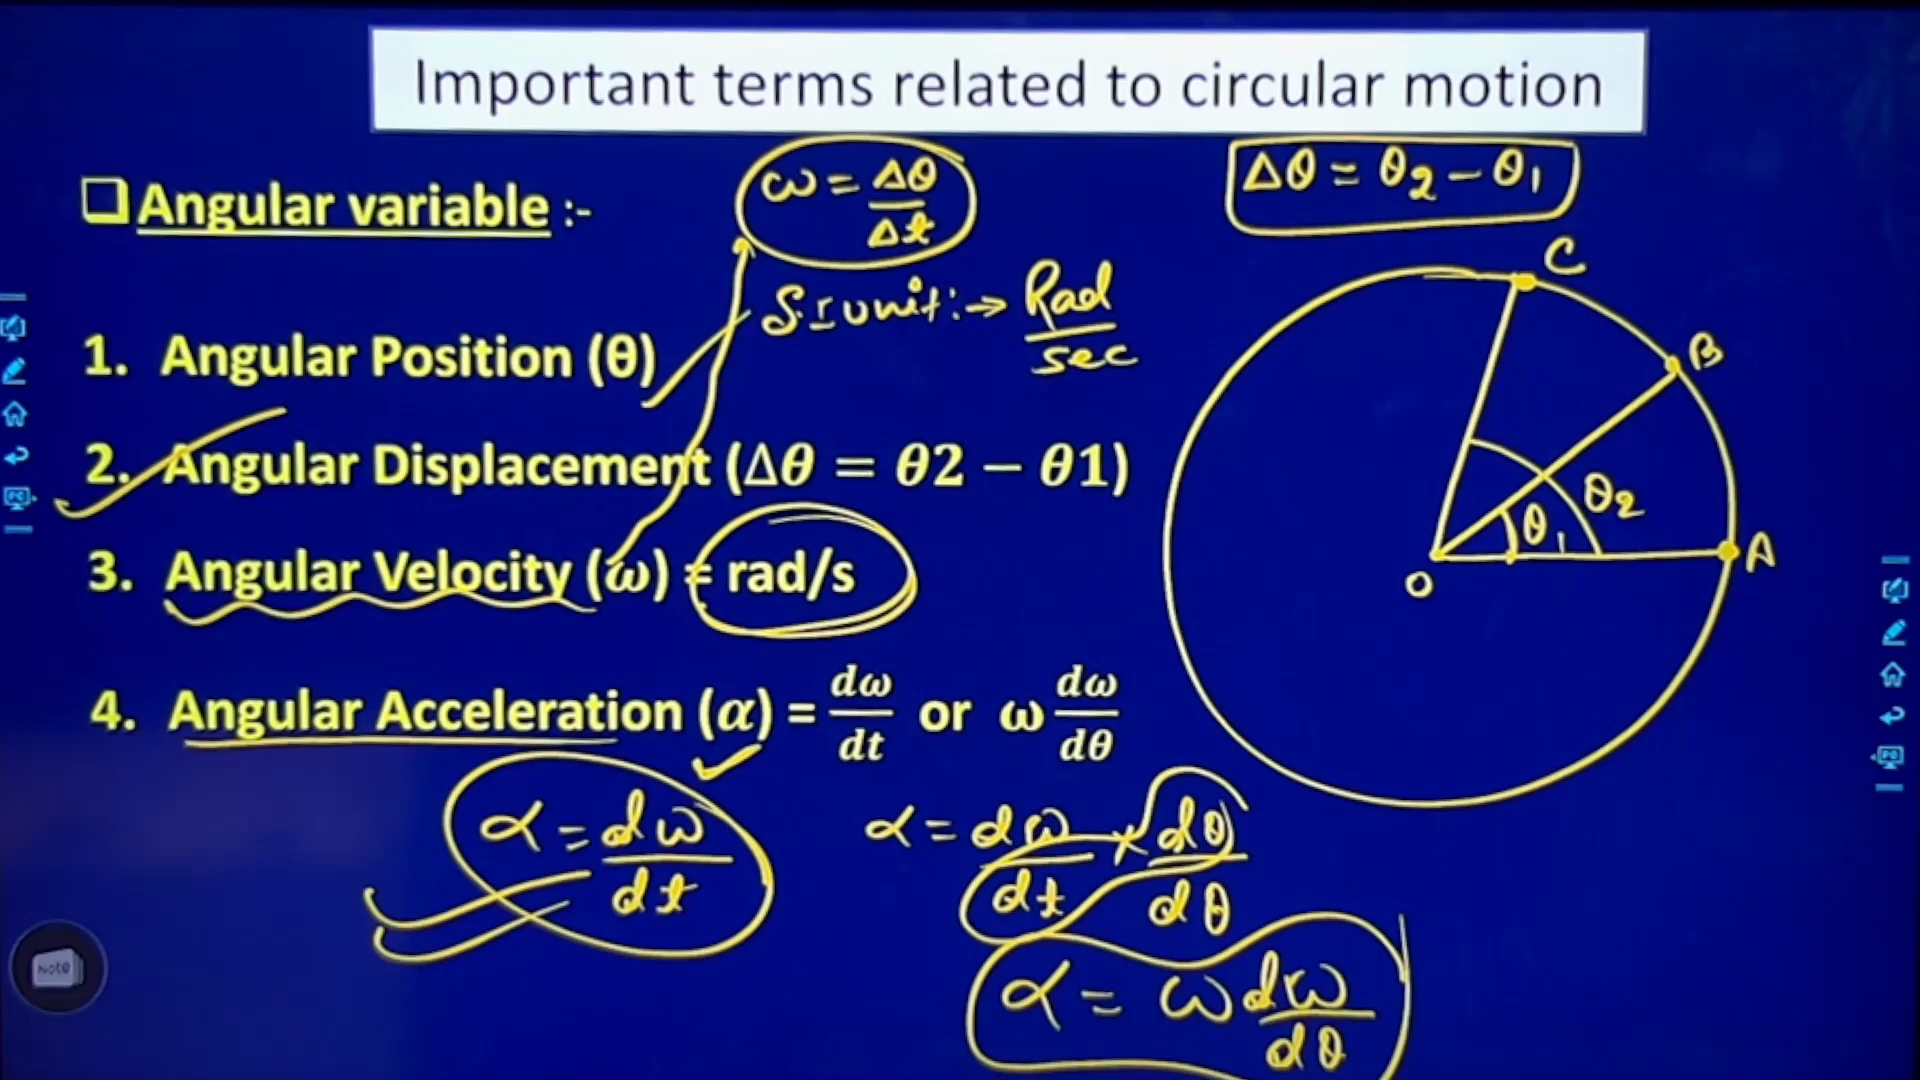 Important terms related to circular motion
❑ Angular variable :-
ω = Δθ/Δt
Δθ = θ2 − θ1
S.I unit :→ Rad/sec
1. Angular Position (θ)
2. Angular Displacement (Δθ = θ2 − θ1)
3. Angular Velocity (ω) = rad/s
4. Angular Acceleration (α) = dω/dt or ω dω/dθ
α = dω/dt
α = dω/dt × dθ/dθ
α = ω dω/dθ
C
B
θ2
θ1
A
O
Note
PC
PC